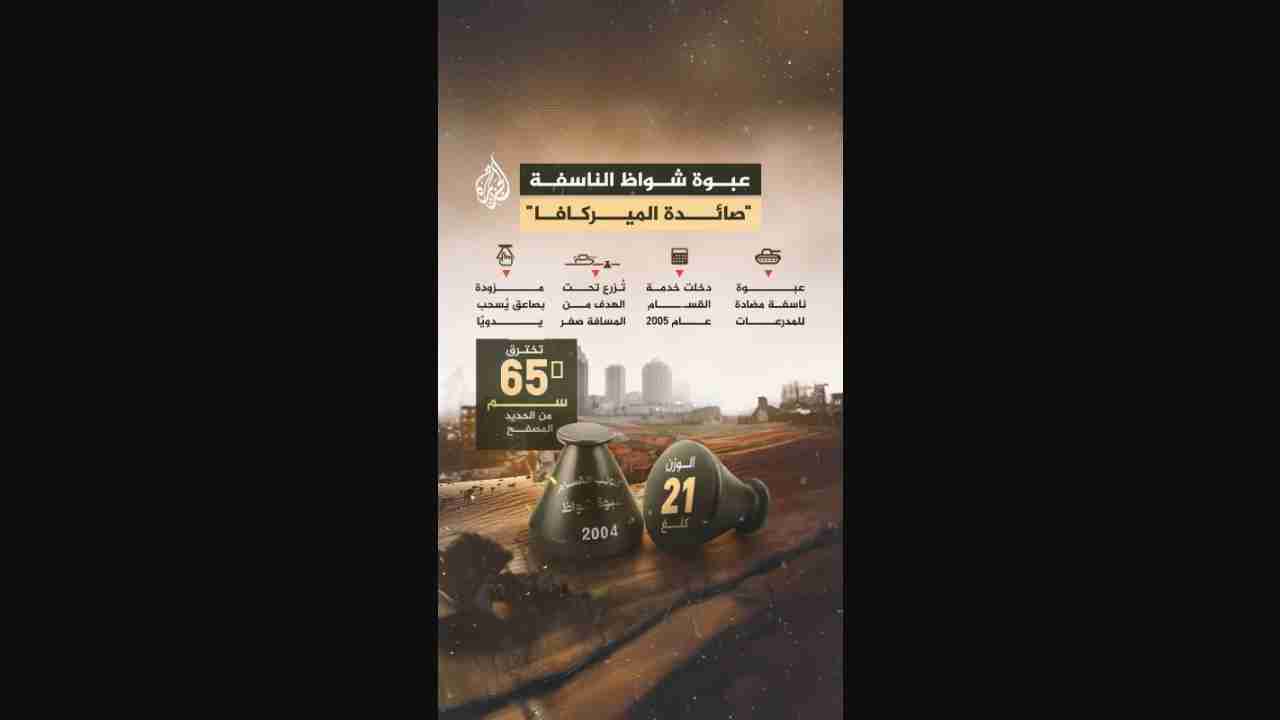 عبوة شواظ الناسفة
"صائدة الميركافا"
عبوة
ناسفة مضادة
للمدرعات
دخلت خدمة
القسام
عام 2005
تُزرع تحت
الهدف من
المسافة صفر
مزودة
بصاعق يُسحب
يدويًا
تخترق
65
سم
من الحديد
المصفح
القسام
عبوة شواظ
2004
الوزن
21
كلغ